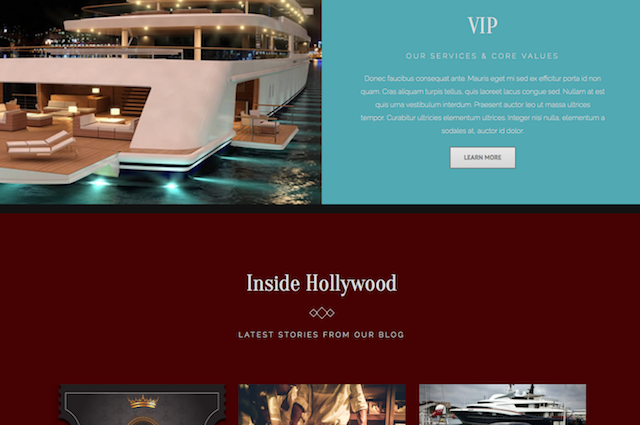 VIP
OUR SERVICES & CORE VALUES
Donec faucibus consequat ante. Mauris eget mi sed ex efficitur porta id non
quam. Cras aliquam turpis tellus, quis laoreet lacus congue sed. Nullam at est
quis urna vestibulum interdum. Praesent auctor leo ut massa ultrices
tempor. Curabitur ultricies elementum ultrices. Integer nisi nulla, elementum a
sodales at, auctor id dolor.
LEARN MORE
Inside Hollywood
LATEST STORIES FROM OUR BLOG